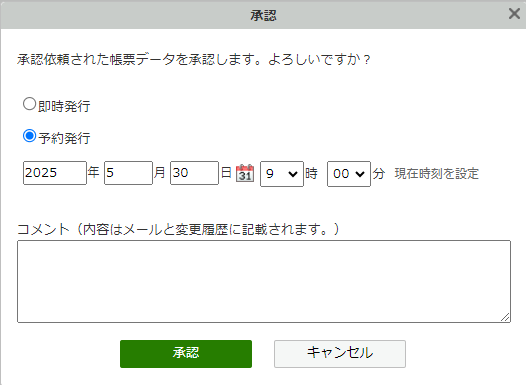 承認
承認依頼された帳票データを承認します。よろしいですか？
即時発行
予約発行
2025 年 5 月 30 日 31 9 時 00 分 現在時刻を設定
コメント（内容はメールと変更履歴に記載されます。）
承認 キャンセル